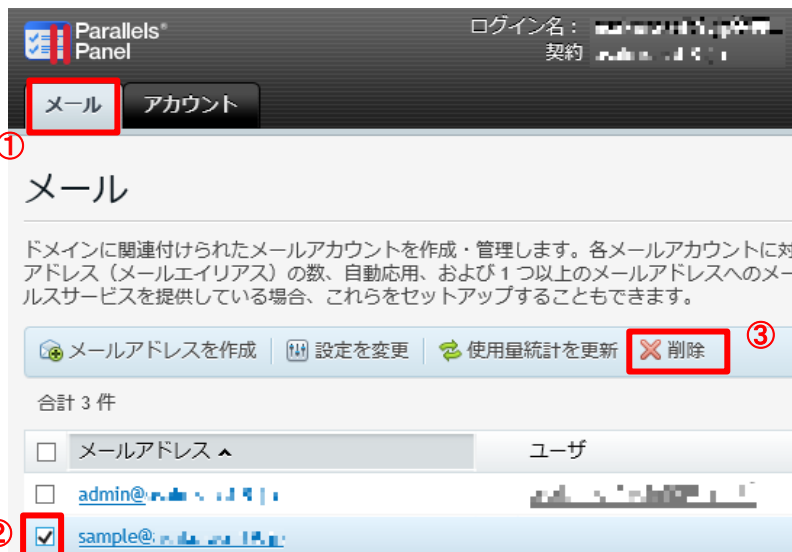 Parallels®
Panel
ログイン名：
契約
メール
アカウント
①
メール
ドメインに関連付けられたメールアカウントを作成・管理します。各メールアカウントに対
アドレス（メールエイリアス）の数、自動応用、および 1 つ以上のメールアドレスへのメー
ルスサービスを提供している場合、これらをセットアップすることもできます。
メールアドレスを作成 設定を変更 使用量統計を更新 削除 ③
合計 3 件
メールアドレス ユーザ
admin@
② sample@